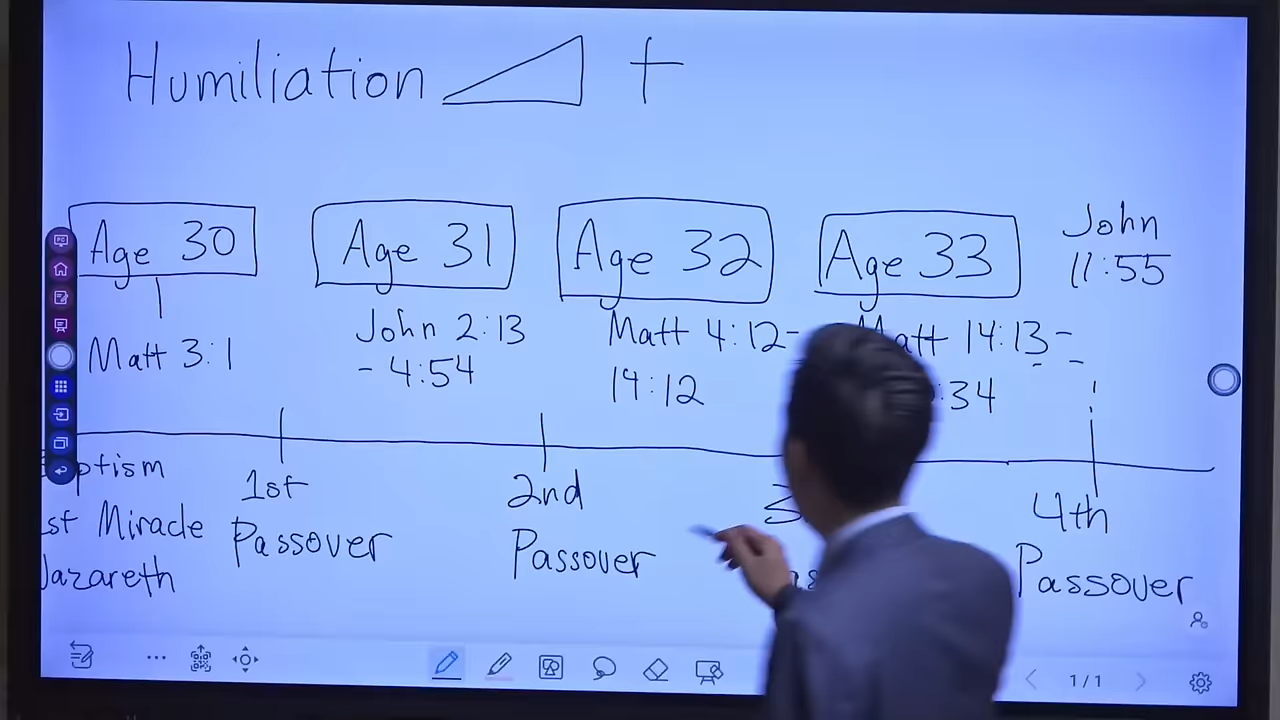 Humiliation
Age 30
Age 31
Age 32
Age 33
John
11:55
Matt 3:1
John 2:13
- 4:54
Matt 4:12-
14:12
Matt 14:13-
:34
1st
Passover
2nd
Passover
3
4th
Passover
ptism
st Miracle
Nazareth
1/1